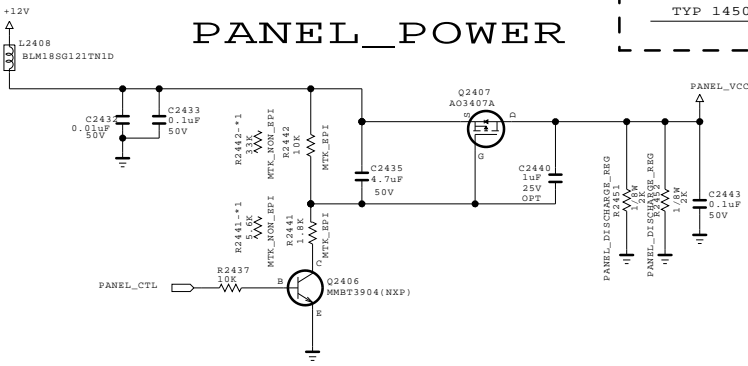 +12V
PANEL_POWER
TYP 1450
L2408
BLM18SG121TN1D
C2432
0.01uF
50V
C2433
0.1uF
50V
R2442-*1
33K
MTK_NON_EPI
R2442
10K
MTK_EPI
Q2407
AO3407A
S
D
G
PANEL_VCC
C2435
4.7uF
50V
C2440
1uF
25V
OPT
PANEL_DISCHARGE_REG
R2451
1/8W
2K
PANEL_DISCHARGE_REG
R2452
1/8W
2K
C2443
0.1uF
50V
R2441-*1
5.6K
MTK_NON_EPI
R2441
1.8K
MTK_EPI
PANEL_CTL
R2437
10K
B
C
E
Q2406
MMBT3904(NXP)